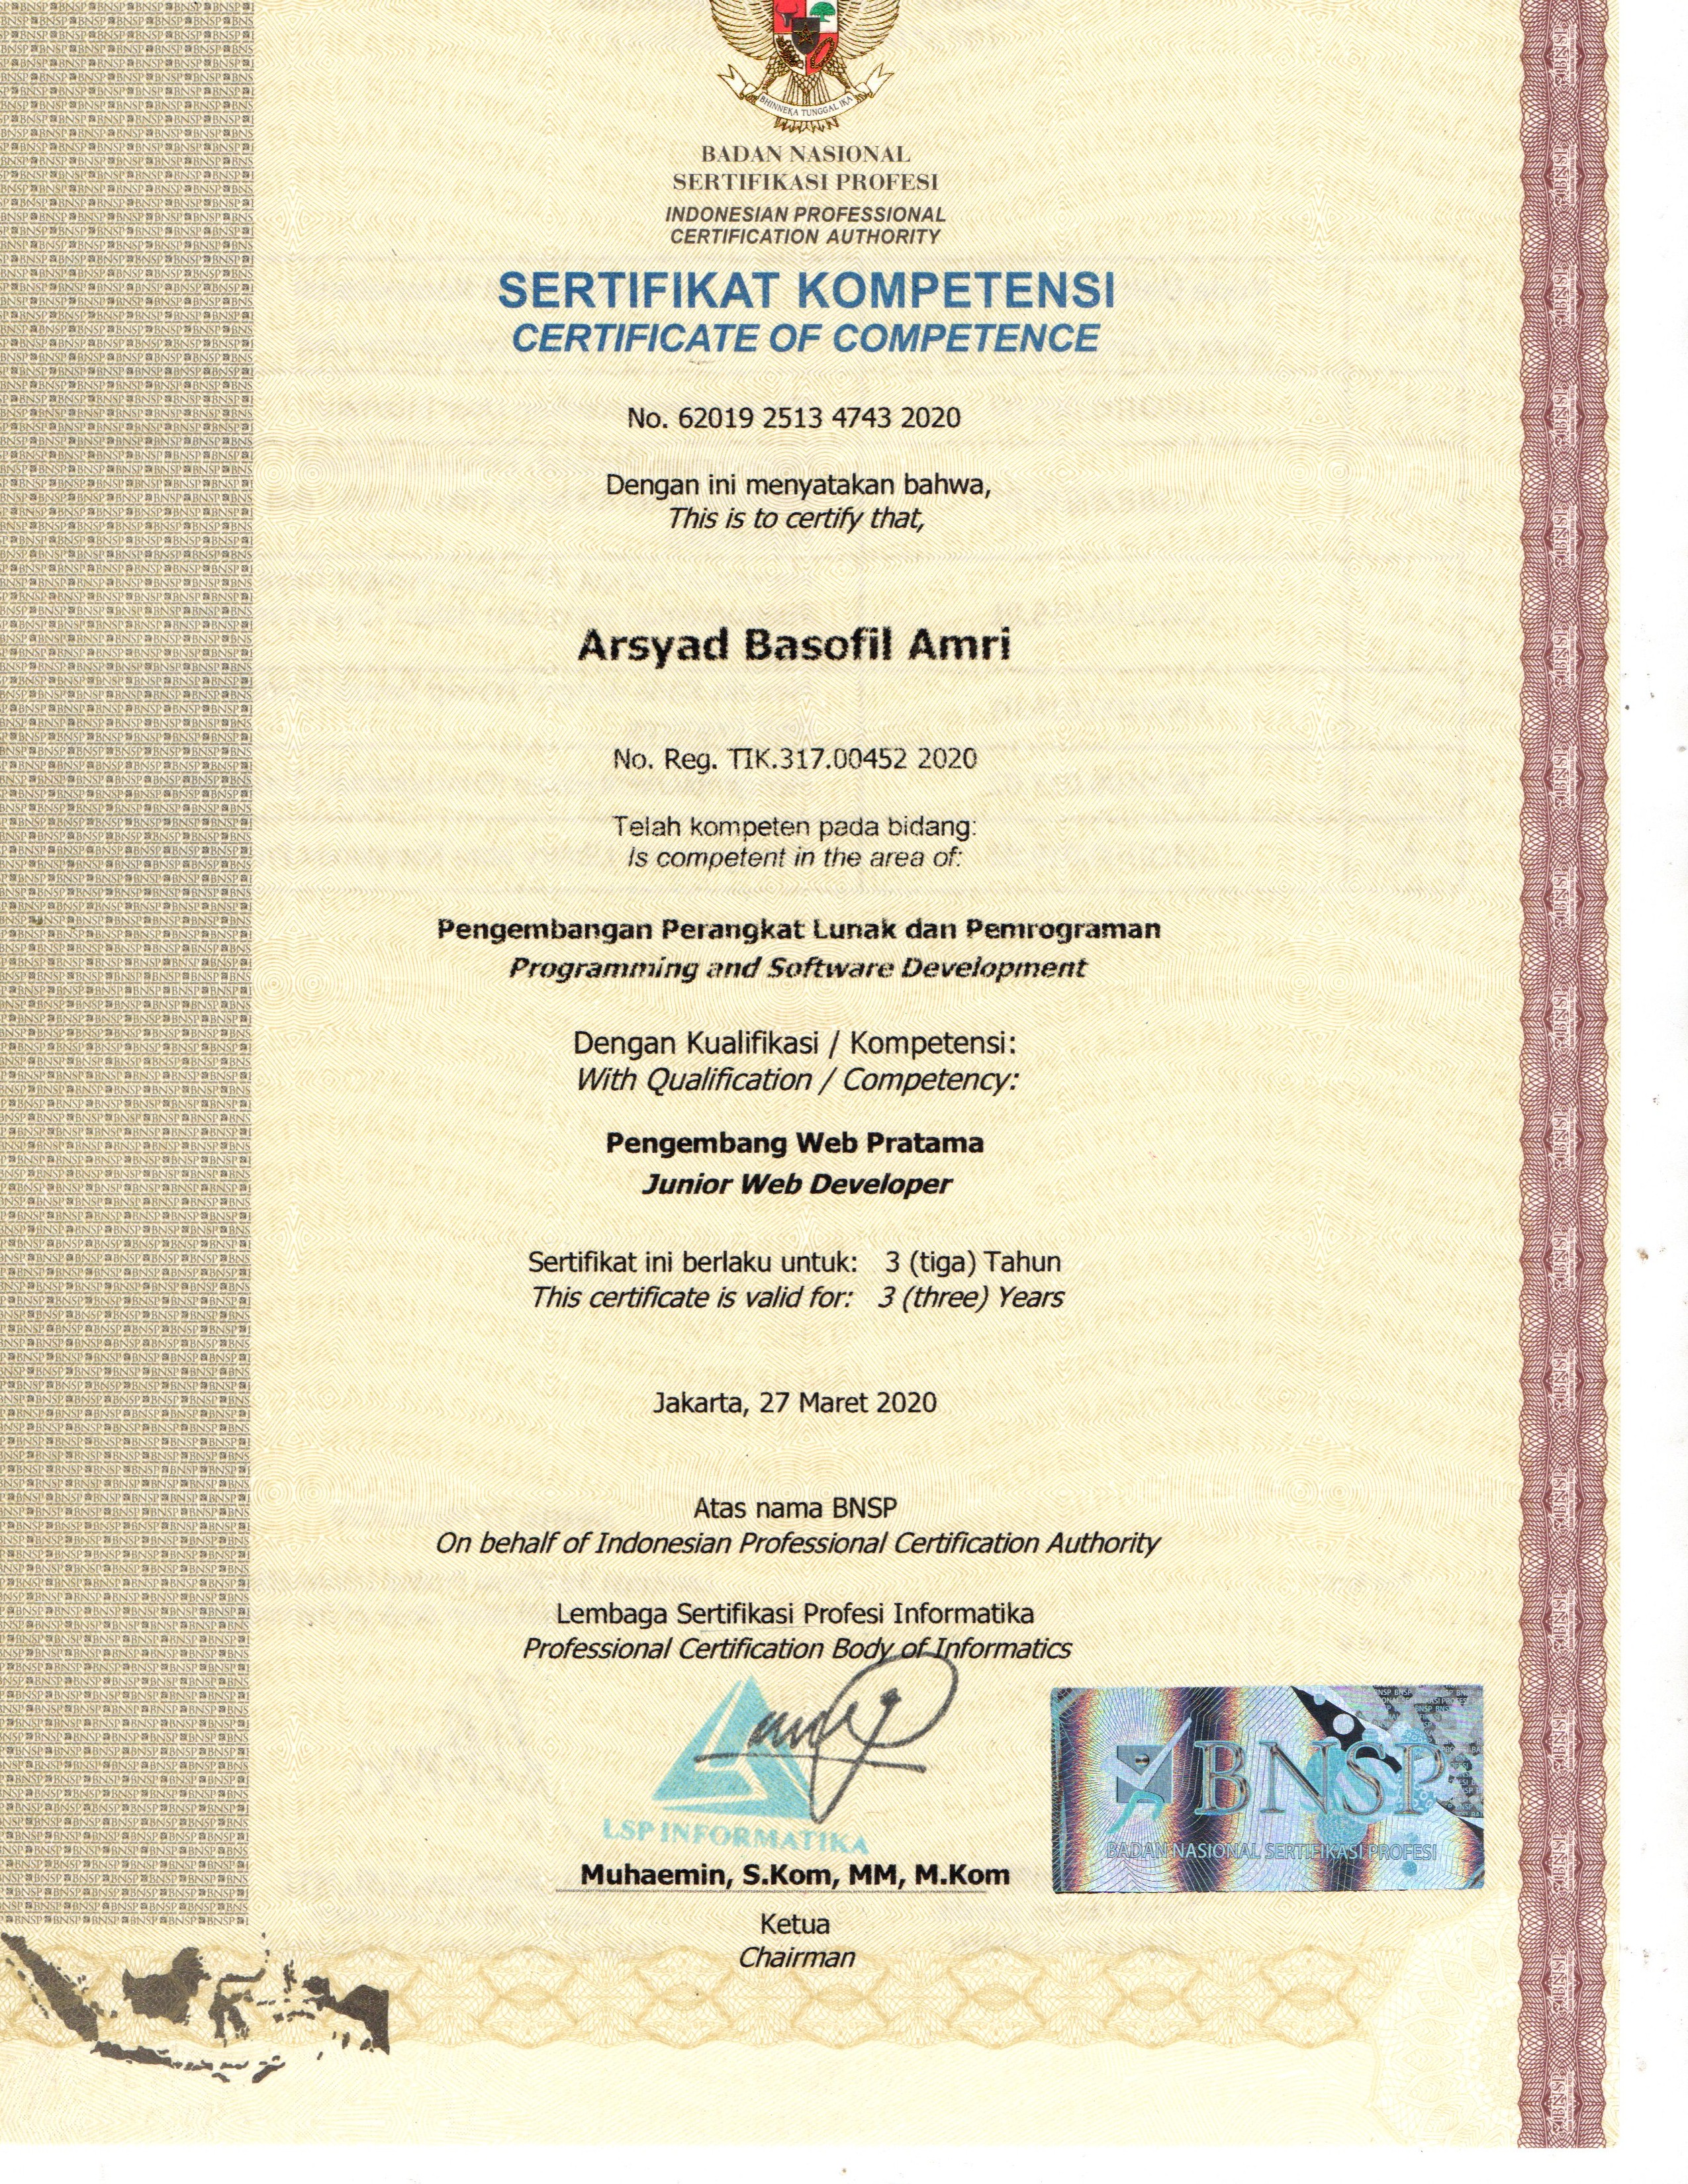 BHINNEKA TUNGGAL IKA
BADAN NASIONAL
SERTIFIKASI PROFESI
INDONESIAN PROFESSIONAL
CERTIFICATION AUTHORITY
SERTIFIKAT KOMPETENSI
CERTIFICATE OF COMPETENCE
No. 62019 2513 4743 2020
Dengan ini menyatakan bahwa,
This is to certify that,
Arsyad Basofil Amri
No. Reg. TIK.317.00452 2020
Telah kompeten pada bidang:
Is competent in the area of:
Pengembangan Perangkat Lunak dan Pemrograman
Programming and Software Development
Dengan Kualifikasi / Kompetensi:
With Qualification / Competency:
Pengembang Web Pratama
Junior Web Developer
Sertifikat ini berlaku untuk: 3 (tiga) Tahun
This certificate is valid for: 3 (three) Years
Jakarta, 27 Maret 2020
Atas nama BNSP
On behalf of Indonesian Professional Certification Authority
Lembaga Sertifikasi Profesi Informatika
Professional Certification Body of Informatics
LSP INFORMATIKA
BNSP
BADAN NASIONAL SERTIFIKASI PROFESI
Muhaemin, S.Kom, MM, M.Kom
Ketua
Chairman